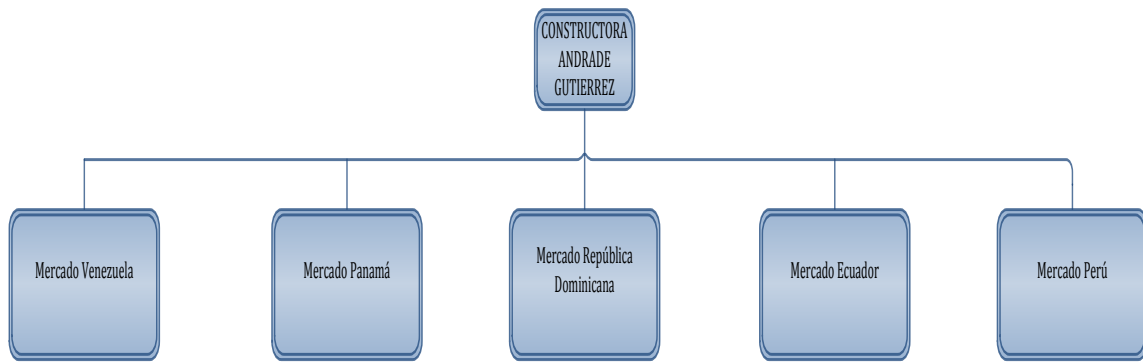 CONSTRUCTORA
ANDRADE
GUTIERREZ
Mercado Venezuela
Mercado Panamá
Mercado República
Dominicana
Mercado Ecuador
Mercado Perú